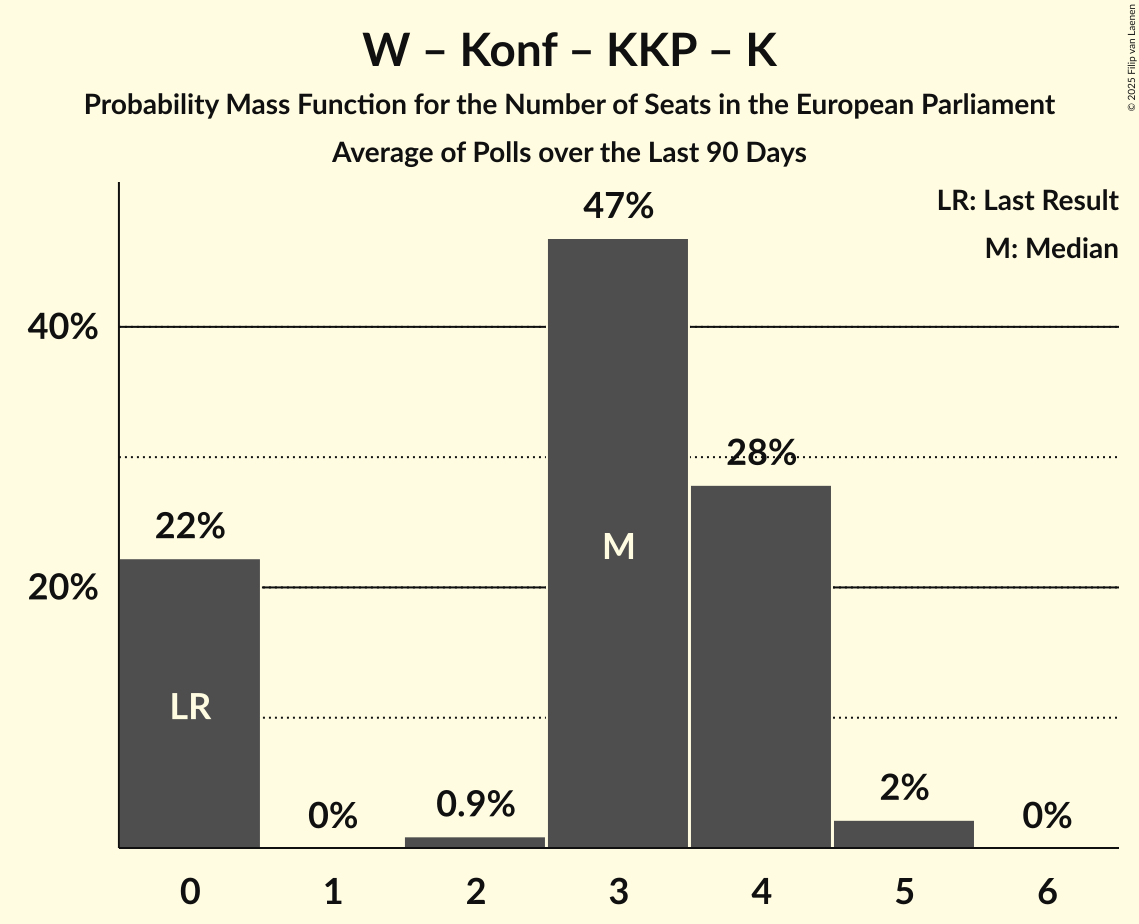 W – Konf – KKP – K
Probability Mass Function for the Number of Seats in the European Parliament
Average of Polls over the Last 90 Days
© 2025 Filip van Laenen
LR: Last Result
M: Median
47%
40%
28%
22%
M
20%
LR
0%
0.9%
2%
0%
0 1 2 3 4 5 6